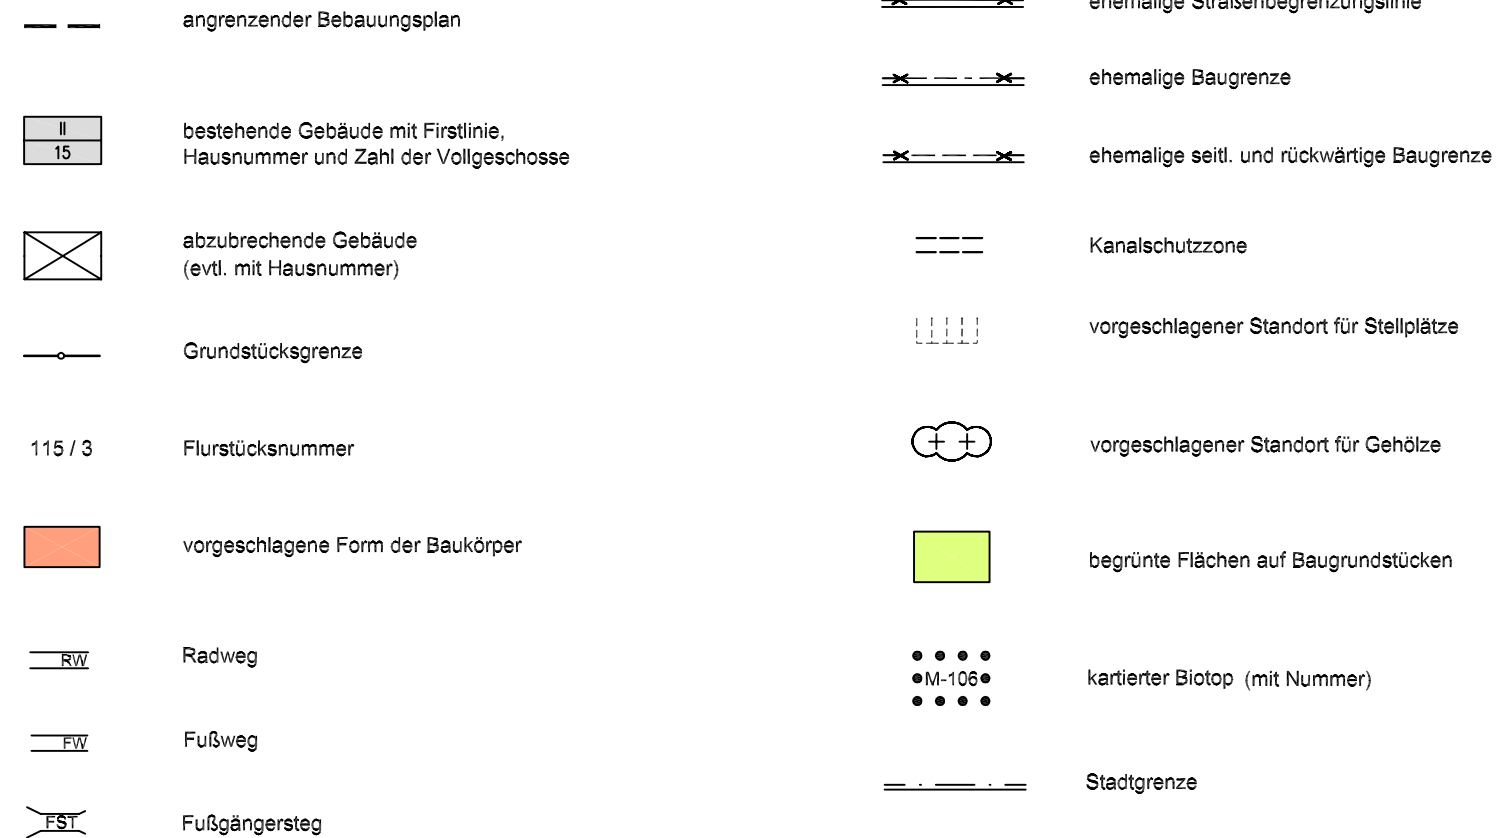 angrenzender Bebauungsplan
II
15
bestehende Gebäude mit Firstlinie,
Hausnummer und Zahl der Vollgeschosse
abzubrechende Gebäude
(evtl. mit Hausnummer)
Grundstücksgrenze
115 / 3
Flurstücksnummer
vorgeschlagene Form der Baukörper
RW
Radweg
FW
Fußweg
FST
Fußgängersteg
ehemalige Straßenbegrenzungslinie
ehemalige Baugrenze
ehemalige seitl. und rückwärtige Baugrenze
Kanalschutzzone
vorgeschlagener Standort für Stellplätze
vorgeschlagener Standort für Gehölze
begrünte Flächen auf Baugrundstücken
M-106
kartierter Biotop (mit Nummer)
Stadtgrenze